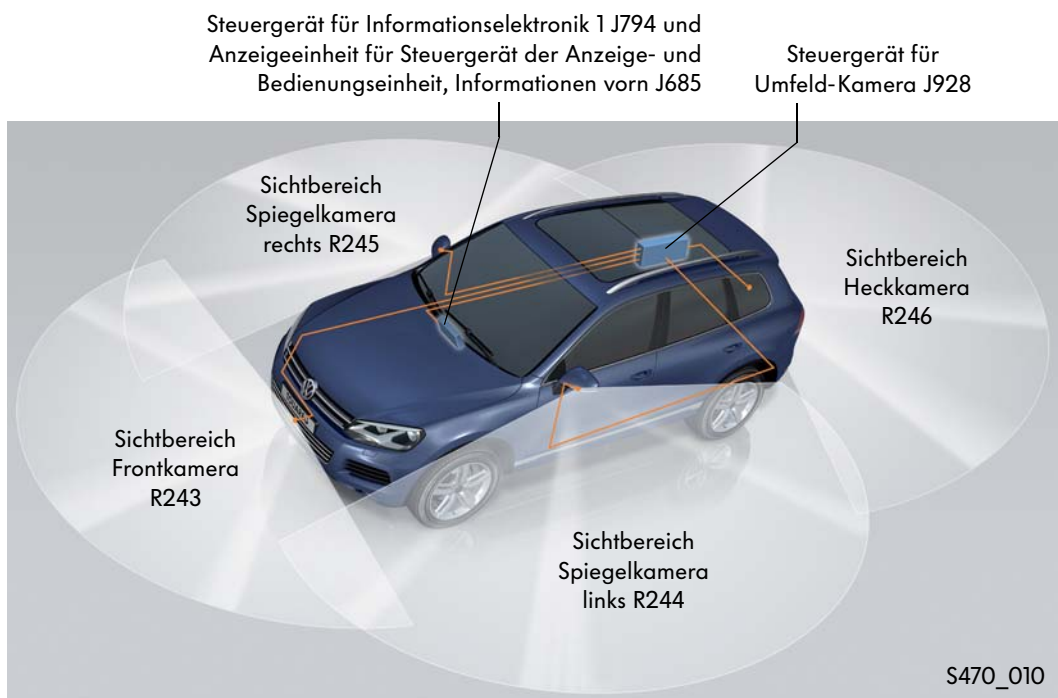 Steuergerät für Informationselektronik 1 J794 und
Anzeigeeinheit für Steuergerät der Anzeige- und
Bedienungseinheit, Informationen vorn J685
Steuergerät für
Umfeld-Kamera J928
Sichtbereich
Spiegelkamera
rechts R245
Sichtbereich
Heckkamera
R246
Sichtbereich
Frontkamera
R243
Sichtbereich
Spiegelkamera
links R244
S470_010